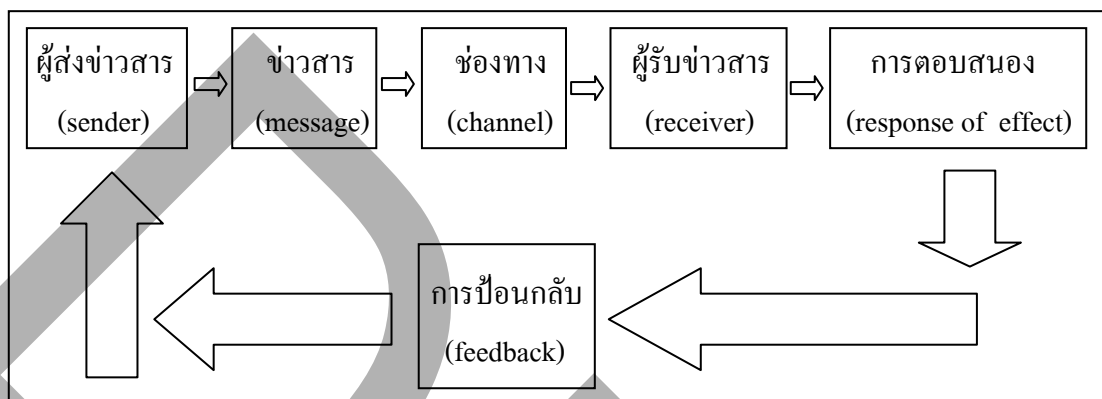 ผู้ส่งข่าวสาร
(sender)
ข่าวสาร
(message)
ช่องทาง
(channel)
ผู้รับข่าวสาร
(receiver)
การตอบสนอง
(response of effect)
การป้อนกลับ
(feedback)